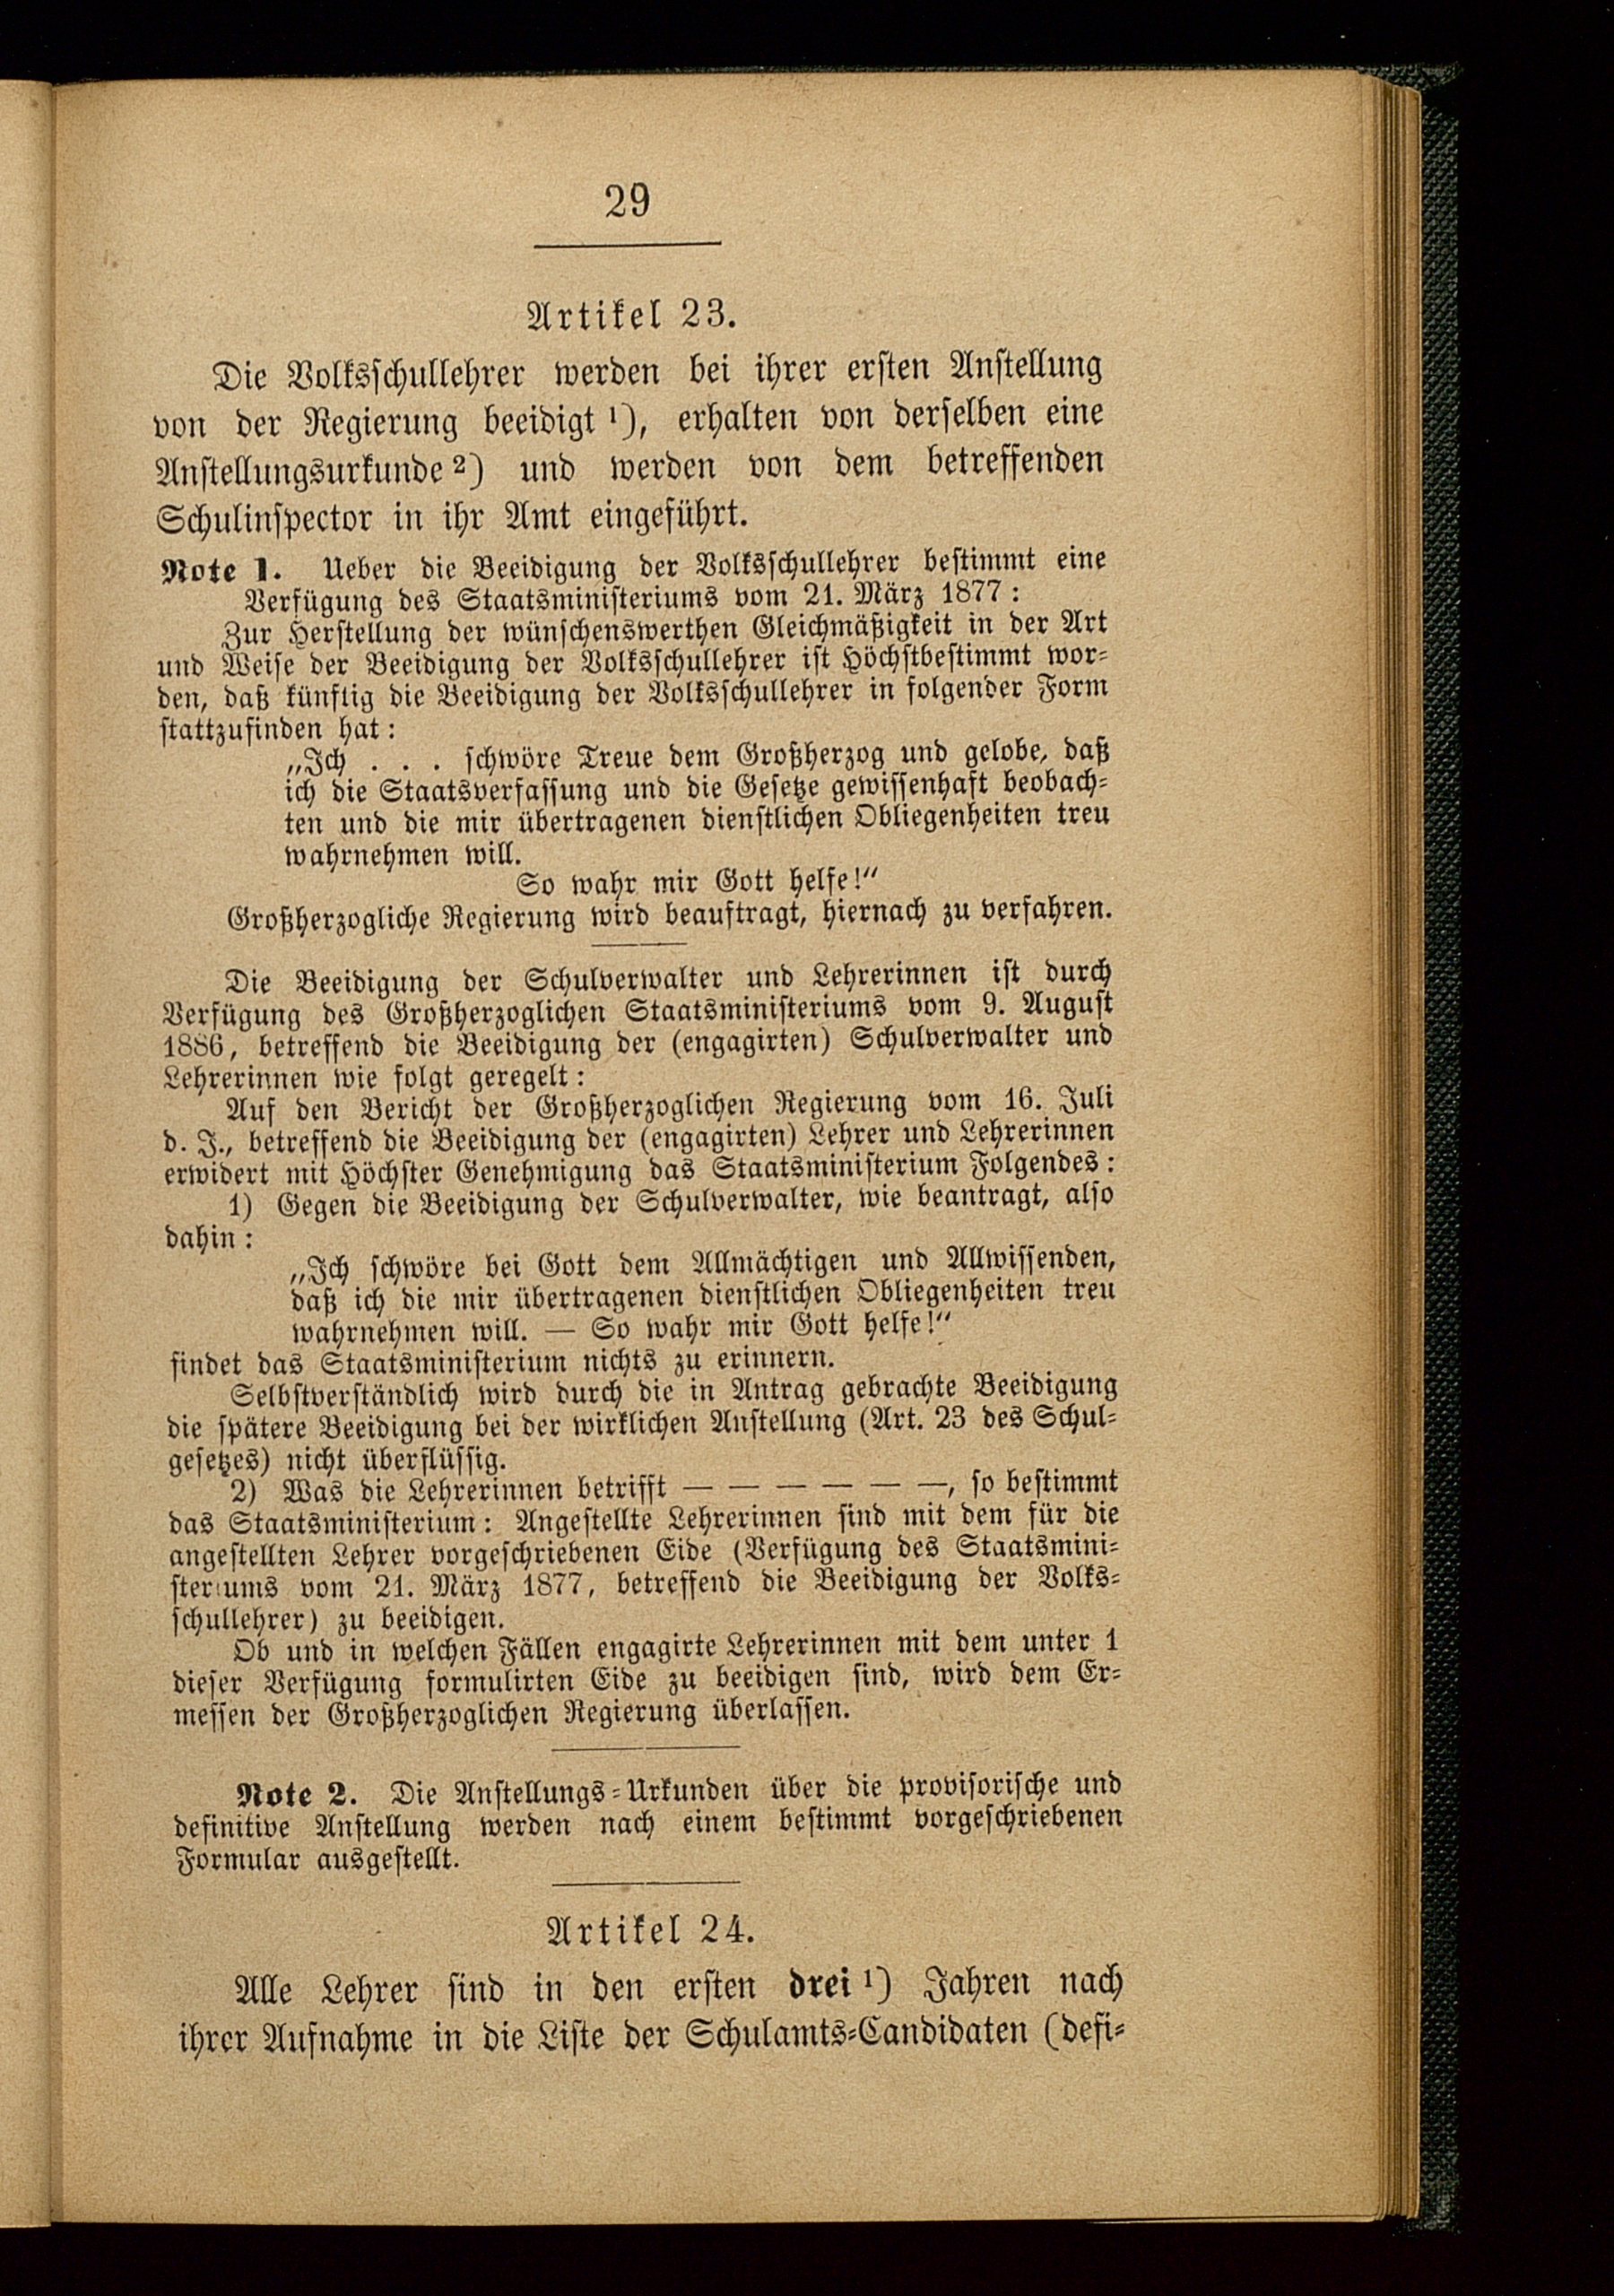 29
Artikel 23.
Die Volksschullehrer werden bei ihrer ersten Anstellung
von der Regierung beeidigt ¹), erhalten von derselben eine
Anstellungsurkunde ²) und werden von dem betreffenden
Schulinspector in ihr Amt eingeführt.
Note 1. Ueber die Beeidigung der Volksschullehrer bestimmt eine
Verfügung des Staatsministeriums vom 21. März 1877:
Zur Herstellung der wünschenswerthen Gleichmäßigkeit in der Art
und Weise der Beeidigung der Volksschullehrer ist Höchstbestimmt wor-
den, daß künftig die Beeidigung der Volksschullehrer in folgender Form
stattzufinden hat:
„Ich . . . schwöre Treue dem Großherzog und gelobe, daß
ich die Staatsverfassung und die Gesetze gewissenhaft beobach-
ten und die mir übertragenen dienstlichen Obliegenheiten treu
wahrnehmen will.
So wahr mir Gott helfe!“
Großherzogliche Regierung wird beauftragt, hiernach zu verfahren.
Die Beeidigung der Schulverwalter und Lehrerinnen ist durch
Verfügung des Großherzoglichen Staatsministeriums vom 9. August
1886, betreffend die Beeidigung der (engagirten) Schulverwalter und
Lehrerinnen wie folgt geregelt:
Auf den Bericht der Großherzoglichen Regierung vom 16. Juli
d. J., betreffend die Beeidigung der (engagirten) Lehrer und Lehrerinnen
erwidert mit Höchster Genehmigung das Staatsministerium Folgendes:
1) Gegen die Beeidigung der Schulverwalter, wie beantragt, also
dahin:
„Ich schwöre bei Gott dem Allmächtigen und Allwissenden,
daß ich die mir übertragenen dienstlichen Obliegenheiten treu
wahrnehmen will. — So wahr mir Gott helfe!“
findet das Staatsministerium nichts zu erinnern.
Selbstverständlich wird durch die in Antrag gebrachte Beeidigung
die spätere Beeidigung bei der wirklichen Anstellung (Art. 23 des Schul-
gesetzes) nicht überflüssig.
2) Was die Lehrerinnen betrifft — — — — — —, so bestimmt
das Staatsministerium: Angestellte Lehrerinnen sind mit dem für die
angestellten Lehrer vorgeschriebenen Eide (Verfügung des Staatsmini-
steriums vom 21. März 1877, betreffend die Beeidigung der Volks-
schullehrer) zu beeidigen.
Ob und in welchen Fällen engagirte Lehrerinnen mit dem unter 1
dieser Verfügung formulirten Eide zu beeidigen sind, wird dem Er-
messen der Großherzoglichen Regierung überlassen.
Note 2. Die Anstellungs-Urkunden über die provisorische und
definitive Anstellung werden nach einem bestimmt vorgeschriebenen
Formular ausgestellt.
Artikel 24.
Alle Lehrer sind in den ersten drei ¹) Jahren nach
ihrer Aufnahme in die Liste der Schulamts-Candidaten (defi-